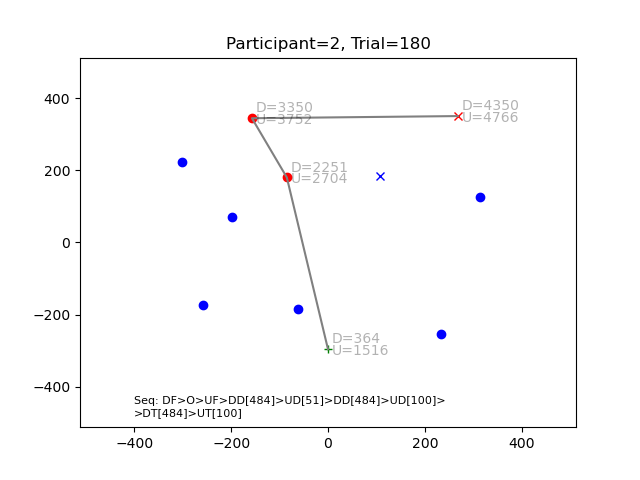 Participant=2, Trial=180
D=3350
U=3752
D=4350
U=4766
D=2251
U=2704
D=364
U=1516
Seq: DF>O>UF>DD[484]>UD[51]>DD[484]>UD[100]>
>DT[484]>UT[100]
400
200
0
−200
−400
−400
−200
0
200
400